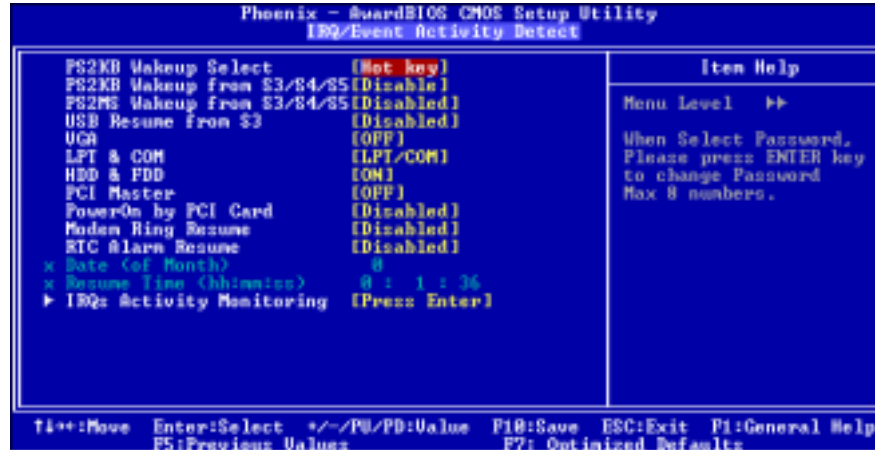 Phoenix - AwardBIOS CMOS Setup Utility
IRQ/Event Activity Detect
PS2KB Wakeup Select [Hot key]
PS2KB Wakeup from S3/S4/S5[Disable]
PS2MS Wakeup from S3/S4/S5[Disabled]
USB Resume from S3 [Disabled]
VGA [OFF]
LPT & COM [LPT/COM]
HDD & FDD [ON]
PCI Master [OFF]
PowerOn by PCI Card [Disabled]
Modem Ring Resume [Disabled]
RTC Alarm Resume [Disabled]
x Date (of Month) 0
x Resume Time (hh:mm:ss) 0 : 1 : 36
► IRQs Activity Monitoring [Press Enter]
Item Help
Menu Level ►►
When Select Password,
Please press ENTER key
to change Password
Max 8 numbers.
↑↓→←:Move Enter:Select +/-/PU/PD:Value F10:Save ESC:Exit F1:General Help
F5:Previous Values F7: Optimized Defaults